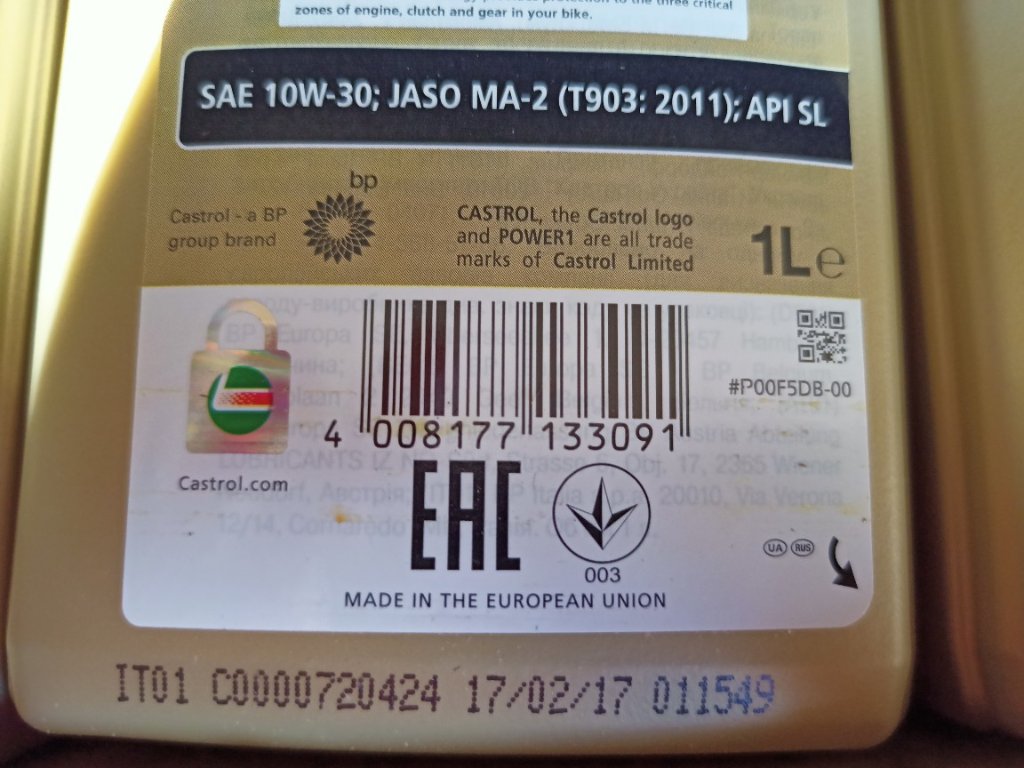 zones of engine, clutch and gear in your bike.
SAE 10W-30; JASO MA-2 (T903: 2011); API SL
bp
Castrol - a BP
group brand
CASTROL, the Castrol logo
and POWER1 are all trade
marks of Castrol Limited
1L ℮
#P00F5DB-00
4 008177 133091
Castrol.com
EAC
003
UA RUS
MADE IN THE EUROPEAN UNION
IT01 C0000720424 17/02/17 011549